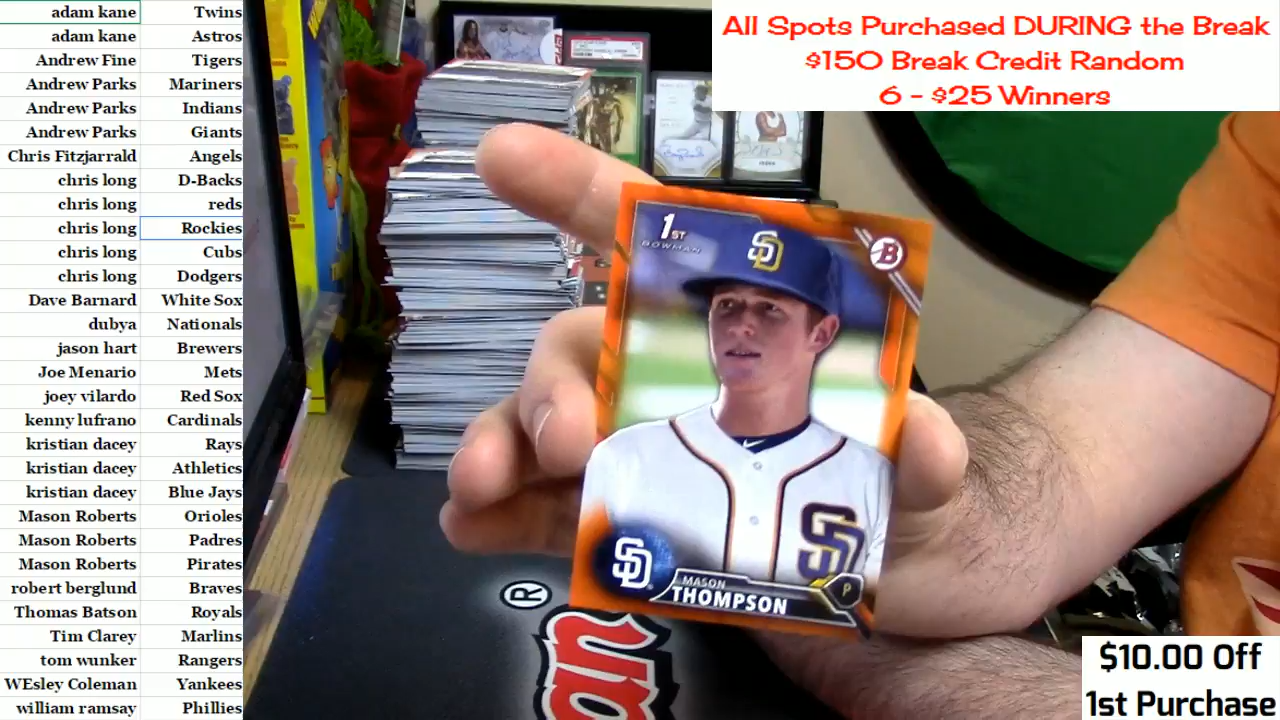 adam kane Twins
adam kane Astros
Andrew Fine Tigers
Andrew Parks Mariners
Andrew Parks Indians
Andrew Parks Giants
Chris Fitzjarrald Angels
chris long D-Backs
chris long reds
chris long Rockies
chris long Cubs
chris long Dodgers
Dave Barnard White Sox
dubya Nationals
jason hart Brewers
Joe Menario Mets
joey vilardo Red Sox
kenny lufrano Cardinals
kristian dacey Rays
kristian dacey Athletics
kristian dacey Blue Jays
Mason Roberts Orioles
Mason Roberts Padres
Mason Roberts Pirates
robert berglund Braves
Thomas Batson Royals
Tim Clarey Marlins
tom wunker Rangers
WEsley Coleman Yankees
william ramsay Phillies
All Spots Purchased DURING the Break
$150 Break Credit Random
6 - $25 Winners
1ST
BOWMAN
SD
B
SD
SD
MASON
THOMPSON
P
®
$10.00 Off
1st Purchase